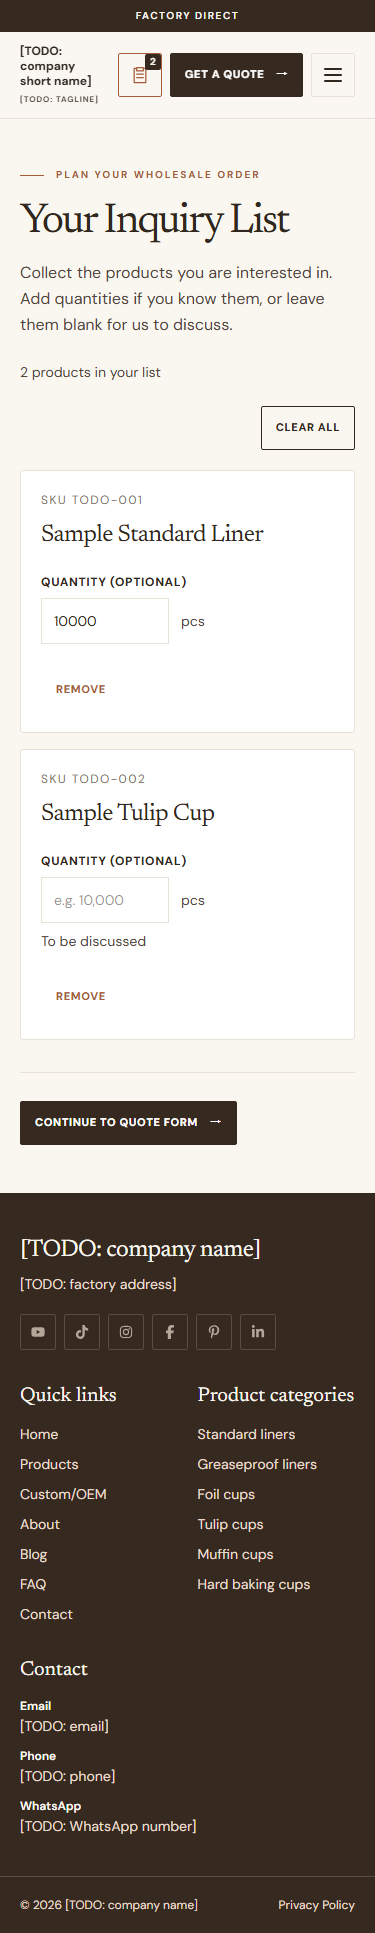 FACTORY DIRECT
[TODO:
company
short name]
[TODO: TAGLINE]
2
GET A QUOTE →
PLAN YOUR WHOLESALE ORDER
Your Inquiry List
Collect the products you are interested in.
Add quantities if you know them, or leave
them blank for us to discuss.
2 products in your list
CLEAR ALL
SKU TODO-001
Sample Standard Liner
QUANTITY (OPTIONAL)
10000 pcs
REMOVE
SKU TODO-002
Sample Tulip Cup
QUANTITY (OPTIONAL)
e.g. 10,000 pcs
To be discussed
REMOVE
CONTINUE TO QUOTE FORM →
[TODO: company name]
[TODO: factory address]
Quick links
Home
Products
Custom/OEM
About
Blog
FAQ
Contact
Product categories
Standard liners
Greaseproof liners
Foil cups
Tulip cups
Muffin cups
Hard baking cups
Contact
Email
[TODO: email]
Phone
[TODO: phone]
WhatsApp
[TODO: WhatsApp number]
© 2026 [TODO: company name]
Privacy Policy